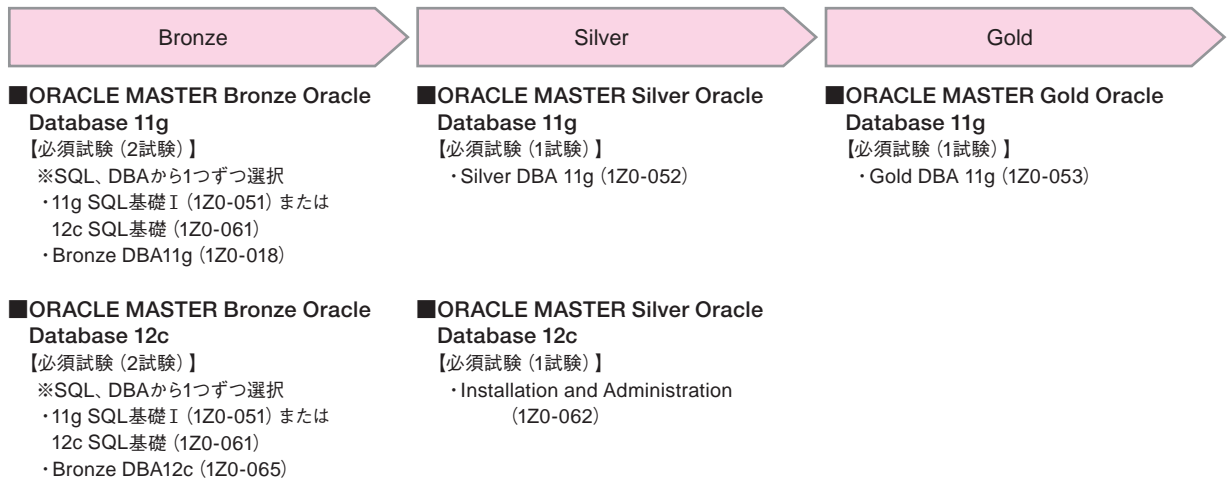 Bronze
Silver
Gold
■ORACLE MASTER Bronze Oracle
Database 11g
【必須試験（2試験）】
※SQL、DBAから1つずつ選択
・11g SQL基礎Ⅰ（1Z0-051）または
12c SQL基礎（1Z0-061）
・Bronze DBA11g（1Z0-018）
■ORACLE MASTER Silver Oracle
Database 11g
【必須試験（1試験）】
・Silver DBA 11g（1Z0-052）
■ORACLE MASTER Gold Oracle
Database 11g
【必須試験（1試験）】
・Gold DBA 11g（1Z0-053）
■ORACLE MASTER Bronze Oracle
Database 12c
【必須試験（2試験）】
※SQL、DBAから1つずつ選択
・11g SQL基礎Ⅰ（1Z0-051）または
12c SQL基礎（1Z0-061）
・Bronze DBA12c（1Z0-065）
■ORACLE MASTER Silver Oracle
Database 12c
【必須試験（1試験）】
・Installation and Administration
（1Z0-062）